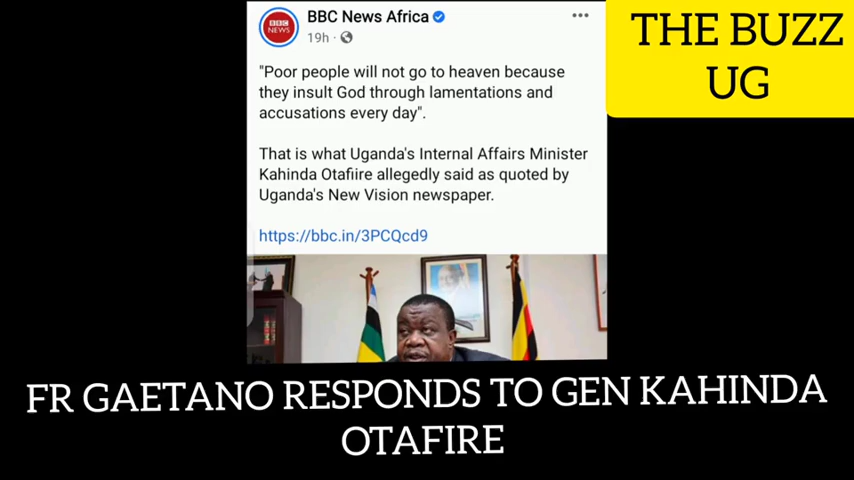 BBC NEWS
BBC News Africa
19h ·
THE BUZZ
UG
"Poor people will not go to heaven because
they insult God through lamentations and
accusations every day".
That is what Uganda's Internal Affairs Minister
Kahinda Otafiire allegedly said as quoted by
Uganda's New Vision newspaper.
https://bbc.in/3PCQcd9
FR GAETANO RESPONDS TO GEN KAHINDA
OTAFIRE